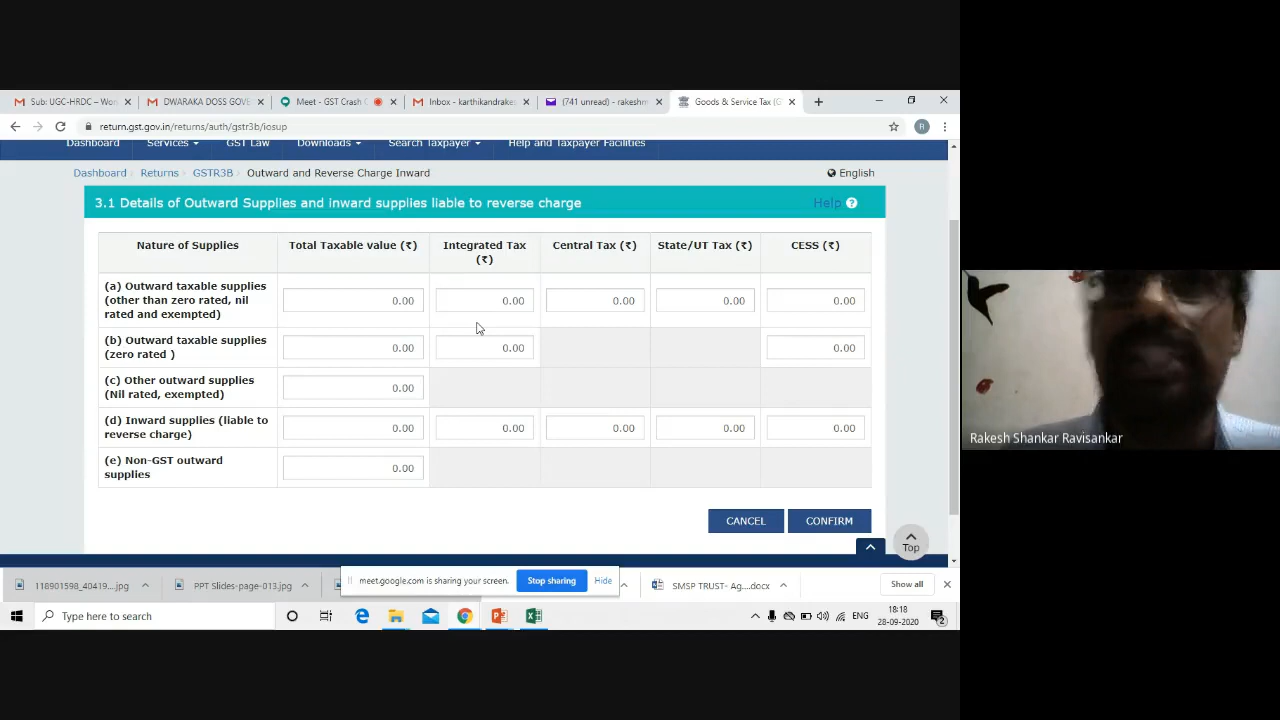 Sub: UGC-HRDC – Won
DWARAKA DOSS GOVE
Meet - GST Crash C
Inbox - karthikandrakes
(741 unread) - rakeshm
Goods & Service Tax (G
return.gst.gov.in/returns/auth/gstr3b/iosup
Dashboard Services GST Law Downloads Search Taxpayer Help and Taxpayer Facilities
Dashboard Returns GSTR3B Outward and Reverse Charge Inward English
3.1 Details of Outward Supplies and inward supplies liable to reverse charge Help ?
Nature of Supplies Total Taxable value (₹) Integrated Tax (₹) Central Tax (₹) State/UT Tax (₹) CESS (₹)
(a) Outward taxable supplies
(other than zero rated, nil
rated and exempted)
0.00 0.00 0.00 0.00 0.00
(b) Outward taxable supplies
(zero rated )
0.00 0.00 0.00
(c) Other outward supplies
(Nil rated, exempted)
0.00
(d) Inward supplies (liable to
reverse charge)
0.00 0.00 0.00 0.00 0.00
(e) Non-GST outward
supplies
0.00
CANCEL CONFIRM
Top
Rakesh Shankar Ravisankar
118901598_40419....jpg
PPT Slides-page-013.jpg
meet.google.com is sharing your screen. Stop sharing Hide
SMSP TRUST- Ag....docx
Show all
Type here to search
ENG
18:18
28-09-2020
2